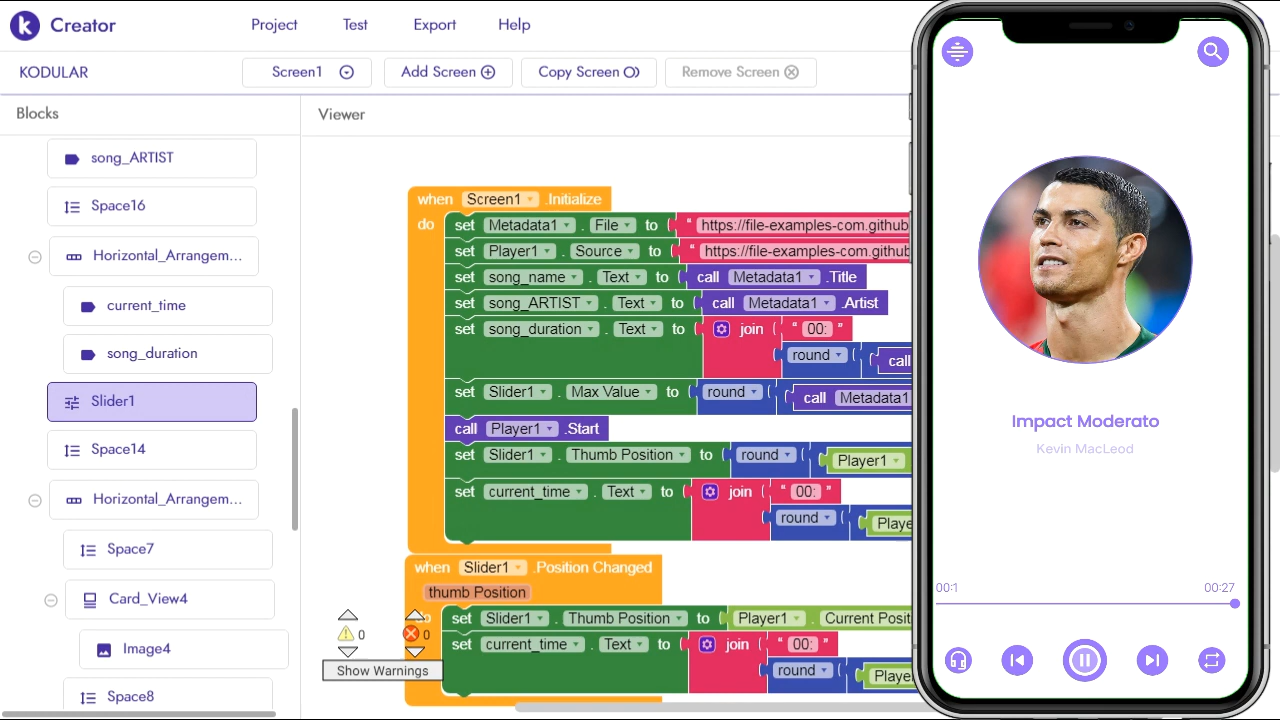 Creator
Project Test Export Help
KODULAR Screen1 Add Screen Copy Screen Remove Screen
Blocks
Viewer
song_ARTIST
Space16
Horizontal_Arrangem...
current_time
song_duration
Slider1
Space14
Horizontal_Arrangem...
Space7
Card_View4
Image4
Space8
when Screen1 .Initialize
do set Metadata1 . File to “ https://file-examples-com.github
set Player1 . Source to “ https://file-examples-com.github
set song_name . Text to call Metadata1 .Title
set song_ARTIST . Text to call Metadata1 .Artist
set song_duration . Text to join “ 00: ”
round call
set Slider1 . Max Value to round call Metadata1
call Player1 .Start
set Slider1 . Thumb Position to round Player1
set current_time . Text to join “ 00: ”
round Playe
when Slider1 .Position Changed
thumb Position
set Slider1 . Thumb Position to Player1 . Current Posit
set current_time . Text to join “ 00: ”
round Player
0 0
Show Warnings
Impact Moderato
Kevin MacLeod
00:1 00:27